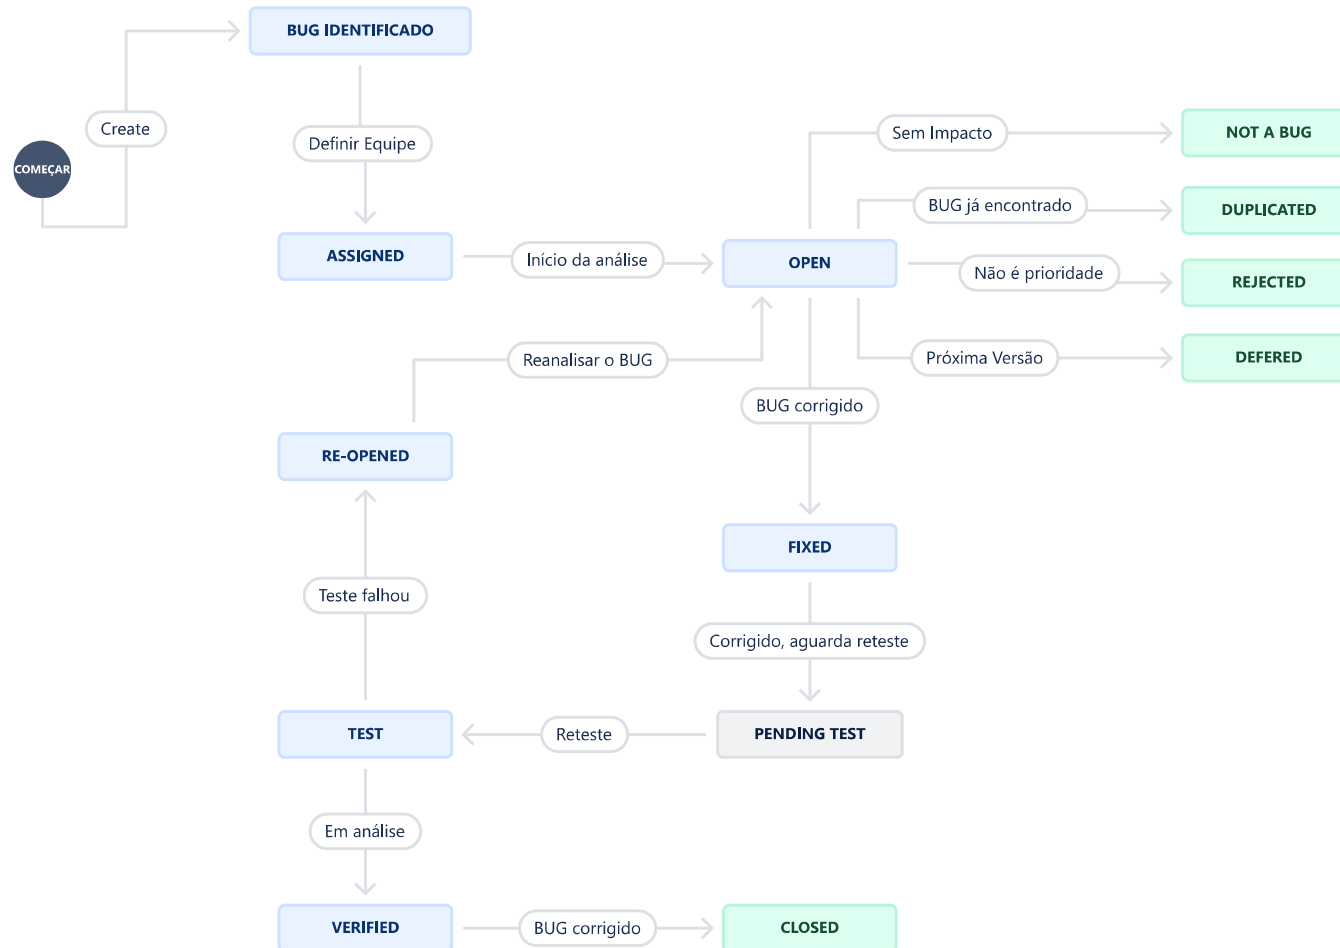 BUG IDENTIFICADO
Create
COMEÇAR
Definir Equipe
Sem Impacto
NOT A BUG
BUG já encontrado
DUPLICATED
ASSIGNED
Início da análise
OPEN
Não é prioridade
REJECTED
Reanalisar o BUG
Próxima Versão
DEFERED
BUG corrigido
RE-OPENED
FIXED
Teste falhou
Corrigido, aguarda reteste
TEST
Reteste
PENDING TEST
Em análise
VERIFIED
BUG corrigido
CLOSED